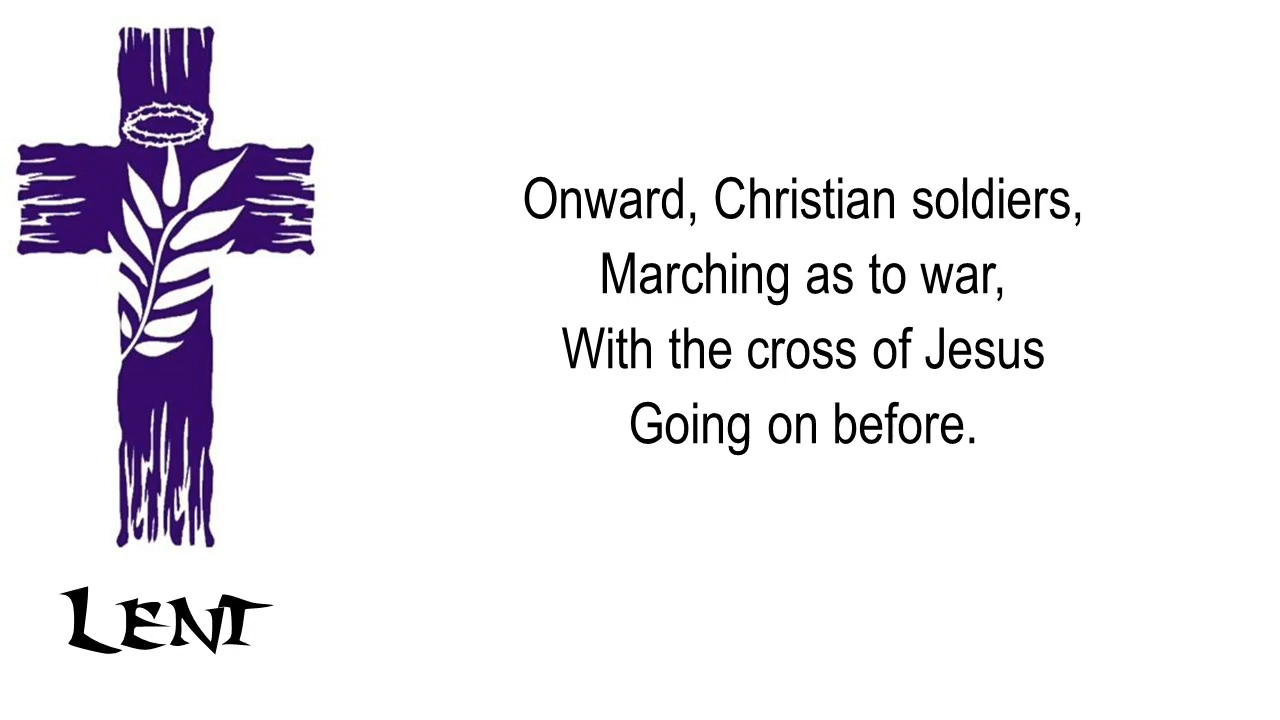 Onward, Christian soldiers,
Marching as to war,
With the cross of Jesus
Going on before.
LENT